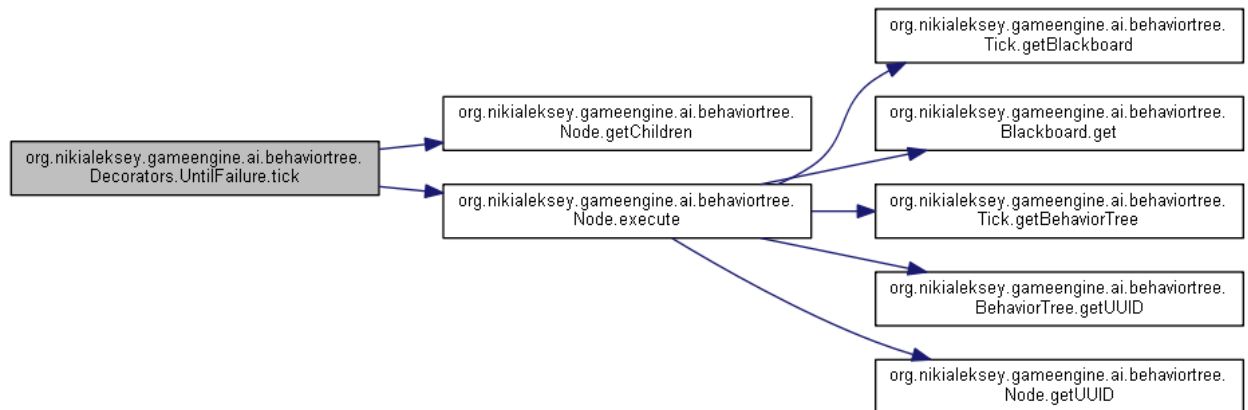 org.nikialeksey.gameengine.ai.behaviortree.
Decorators.UntilFailure.tick
org.nikialeksey.gameengine.ai.behaviortree.
Node.getChildren
org.nikialeksey.gameengine.ai.behaviortree.
Node.execute
org.nikialeksey.gameengine.ai.behaviortree.
Tick.getBlackboard
org.nikialeksey.gameengine.ai.behaviortree.
Blackboard.get
org.nikialeksey.gameengine.ai.behaviortree.
Tick.getBehaviorTree
org.nikialeksey.gameengine.ai.behaviortree.
BehaviorTree.getUUID
org.nikialeksey.gameengine.ai.behaviortree.
Node.getUUID